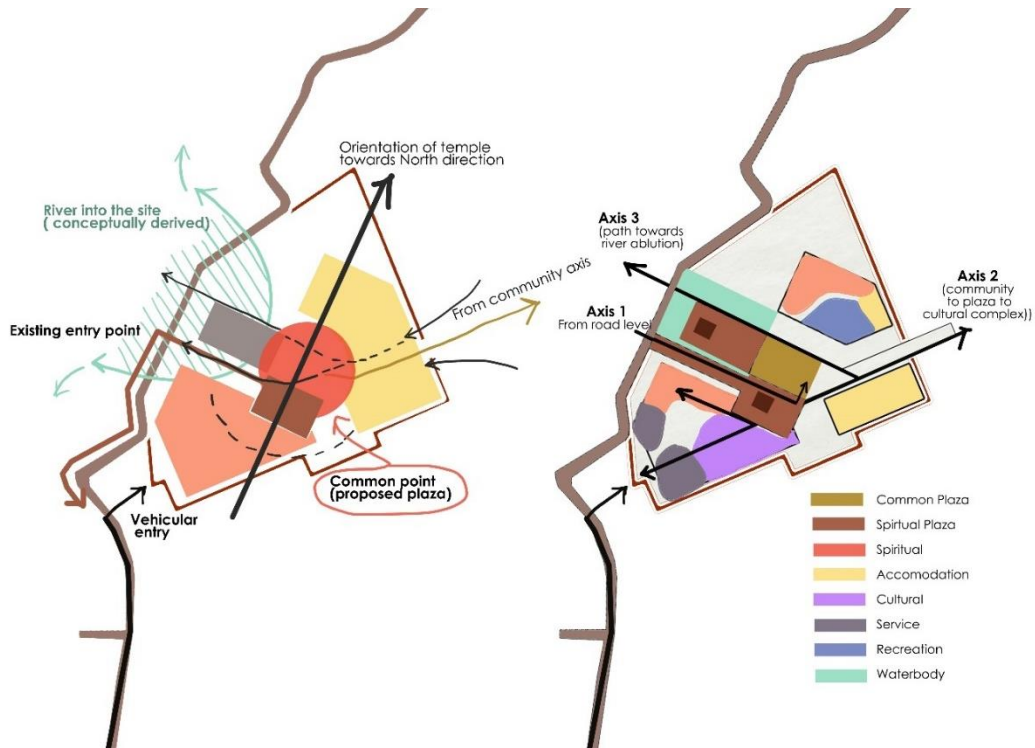 Orientation of temple
towards North direction
River into the site
( conceptually derived)
From community axis
Existing entry point
Common point
(proposed plaza)
Vehicular
entry
Axis 3
(path towards
river ablution)
Axis 1
From road level
Axis 2
(community
to plaza to
cultural complex))
Common Plaza
Spirtual Plaza
Spiritual
Accomodation
Cultural
Service
Recreation
Waterbody